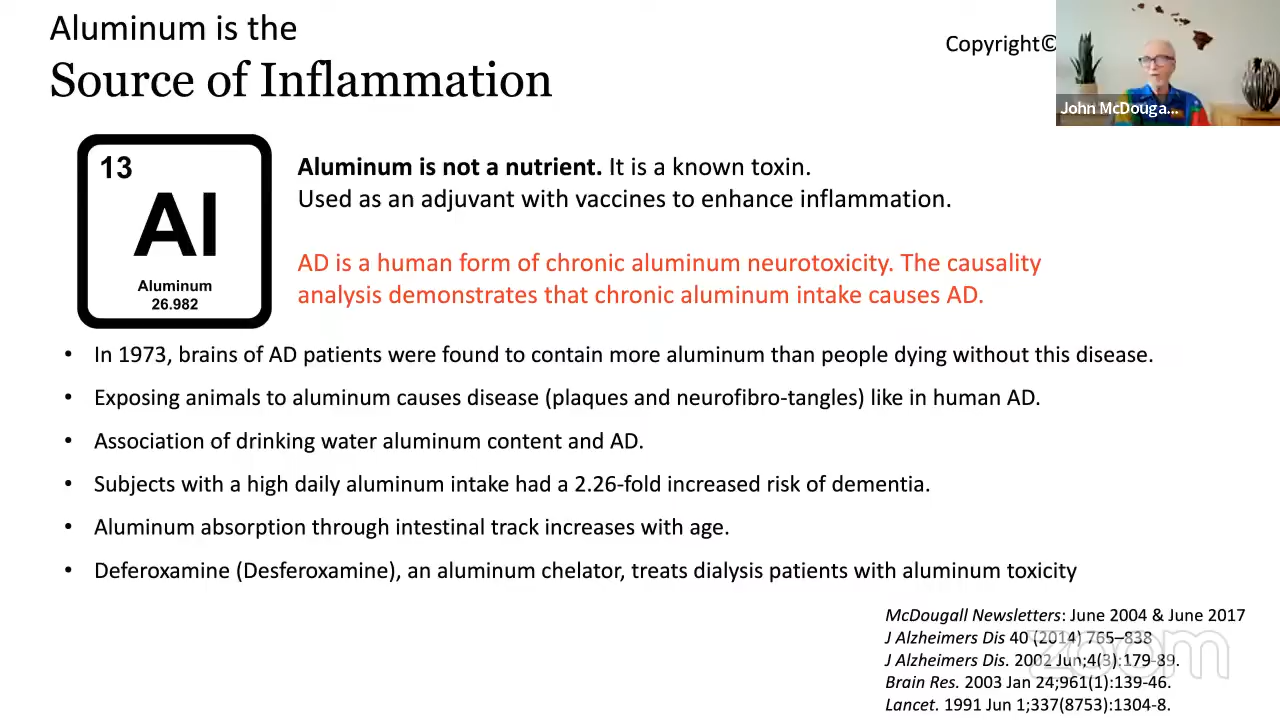 Aluminum is the
Source of Inflammation
Copyright©
John McDouga...
13
Al
Aluminum
26.982
Aluminum is not a nutrient. It is a known toxin.
Used as an adjuvant with vaccines to enhance inflammation.
AD is a human form of chronic aluminum neurotoxicity. The causality
analysis demonstrates that chronic aluminum intake causes AD.
• In 1973, brains of AD patients were found to contain more aluminum than people dying without this disease.
• Exposing animals to aluminum causes disease (plaques and neurofibro-tangles) like in human AD.
• Association of drinking water aluminum content and AD.
• Subjects with a high daily aluminum intake had a 2.26-fold increased risk of dementia.
• Aluminum absorption through intestinal track increases with age.
• Deferoxamine (Desferoxamine), an aluminum chelator, treats dialysis patients with aluminum toxicity
McDougall Newsletters: June 2004 & June 2017
J Alzheimers Dis 40 (2014) 765–838
J Alzheimers Dis. 2002 Jun;4(3):179-89.
Brain Res. 2003 Jan 24;961(1):139-46.
Lancet. 1991 Jun 1;337(8753):1304-8.
zoom